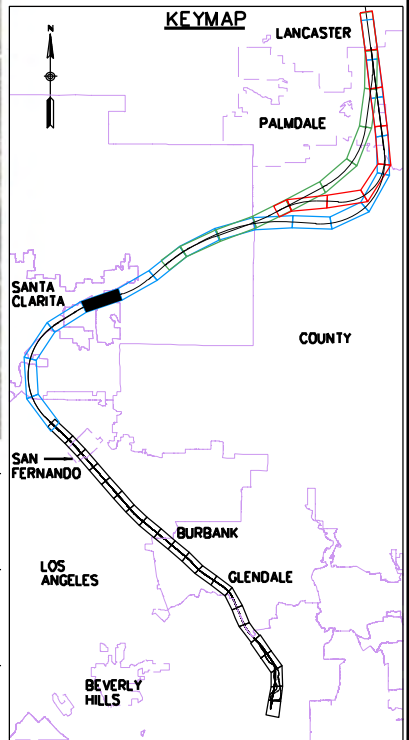 KEYMAP
N
LANCASTER
PALMDALE
SANTA
CLARITA
COUNTY
SAN
FERNANDO
BURBANK
LOS
ANGELES
GLENDALE
BEVERLY
HILLS